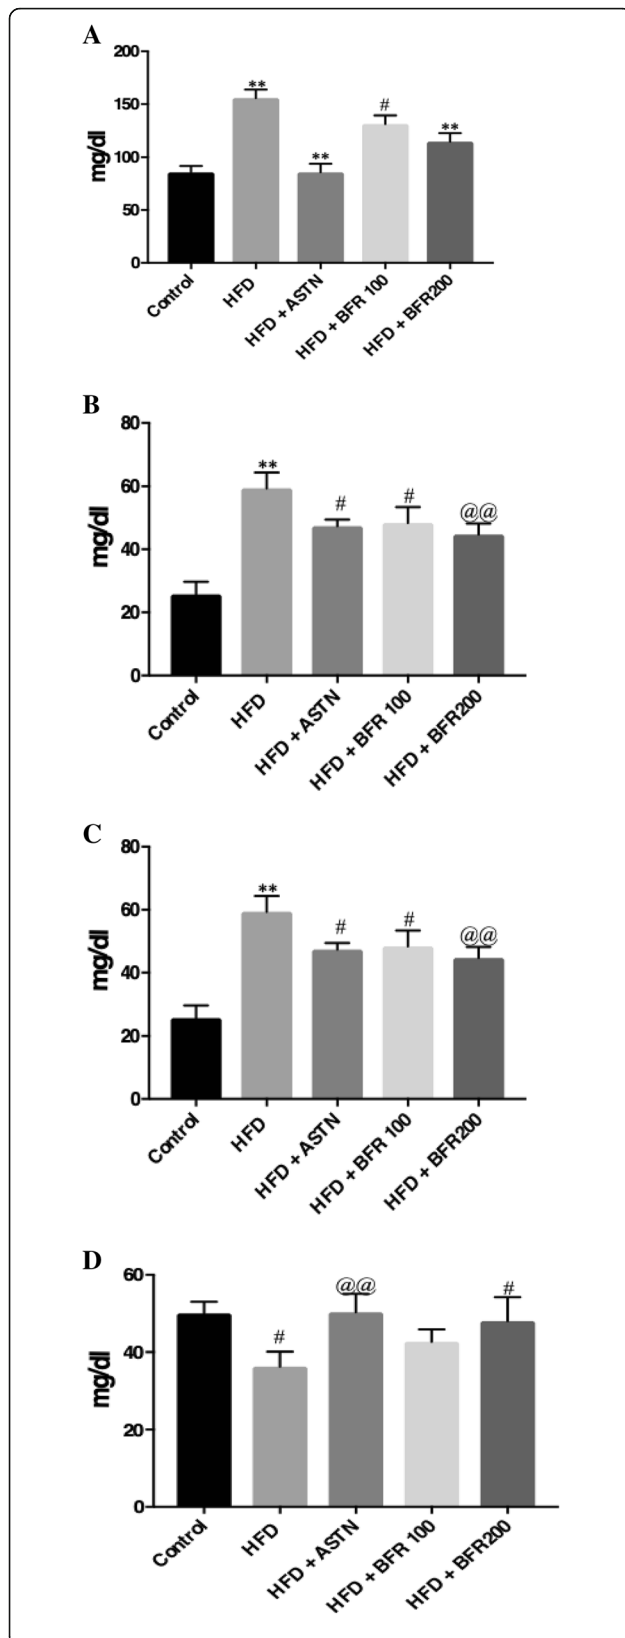 A
200
150
100
50
0
mg/dl
**
**
#
**
Control
HFD
HFD + ASTN
HFD + BFR 100
HFD + BFR200
B
80
60
40
20
0
mg/dl
**
#
#
@@
Control
HFD
HFD + ASTN
HFD + BFR 100
HFD + BFR200
C
80
60
40
20
0
mg/dl
**
#
#
@@
Control
HFD
HFD + ASTN
HFD + BFR 100
HFD + BFR200
D
60
40
20
0
mg/dl
#
@@
#
Control
HFD
HFD + ASTN
HFD + BFR 100
HFD + BFR200